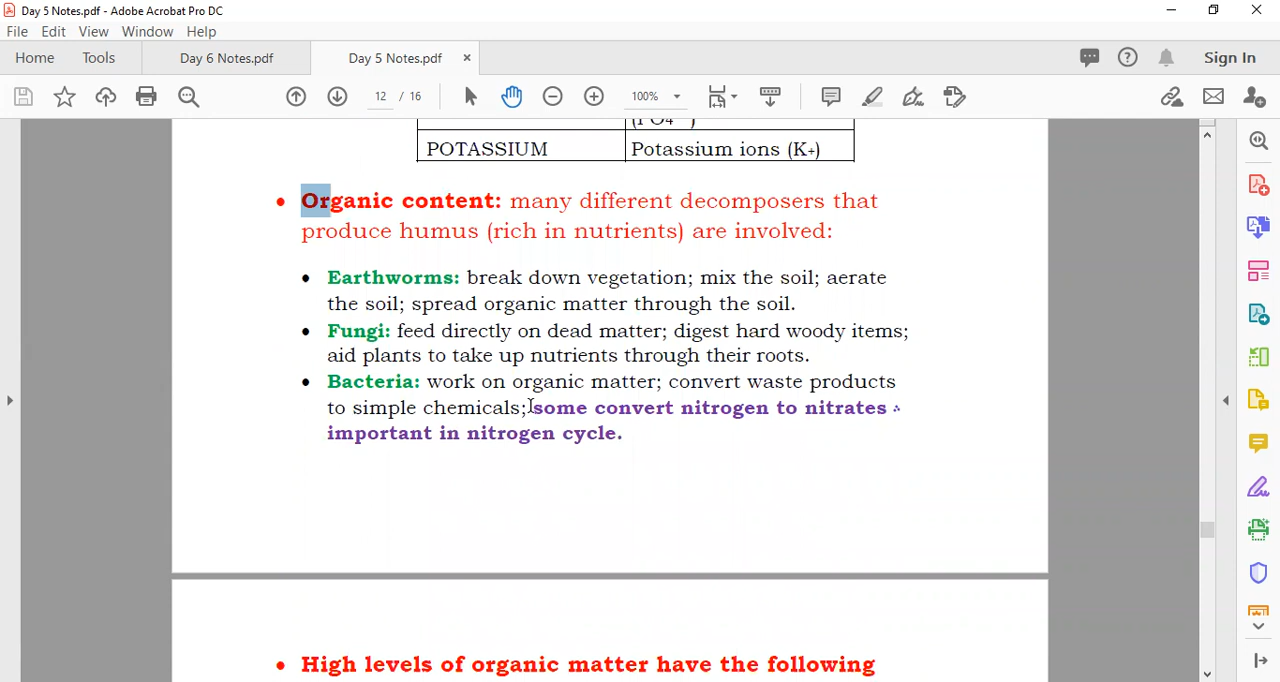 Day 5 Notes.pdf - Adobe Acrobat Pro DC
File Edit View Window Help
Home Tools Day 6 Notes.pdf Day 5 Notes.pdf ×
12 / 16 100% Sign In
POTASSIUM Potassium ions (K+)
• Organic content: many different decomposers that
produce humus (rich in nutrients) are involved:
• Earthworms: break down vegetation; mix the soil; aerate
the soil; spread organic matter through the soil.
• Fungi: feed directly on dead matter; digest hard woody items;
aid plants to take up nutrients through their roots.
• Bacteria: work on organic matter; convert waste products
to simple chemicals; some convert nitrogen to nitrates ∴
important in nitrogen cycle.
• High levels of organic matter have the following